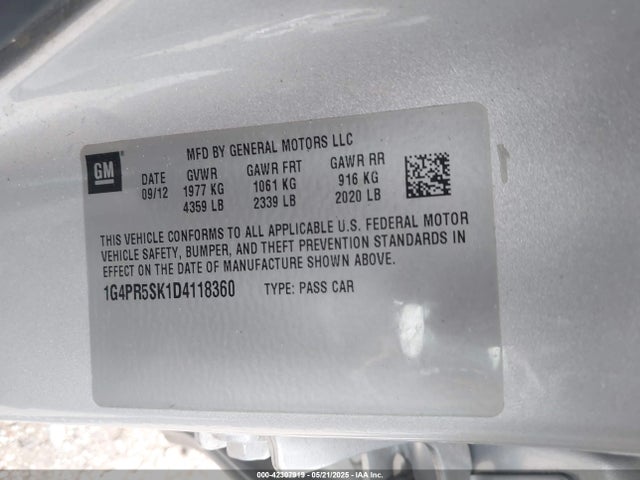 MFD BY GENERAL MOTORS LLC
GM
DATE GVWR GAWR FRT GAWR RR
09/12 1977 KG 1061 KG 916 KG
4359 LB 2339 LB 2020 LB
THIS VEHICLE CONFORMS TO ALL APPLICABLE U.S. FEDERAL MOTOR
VEHICLE SAFETY, BUMPER, AND THEFT PREVENTION STANDARDS IN
EFFECT ON THE DATE OF MANUFACTURE SHOWN ABOVE.
1G4PR5SK1D4118360 TYPE: PASS CAR
000-42307919 - 05/21/2025 - IAAI.COM